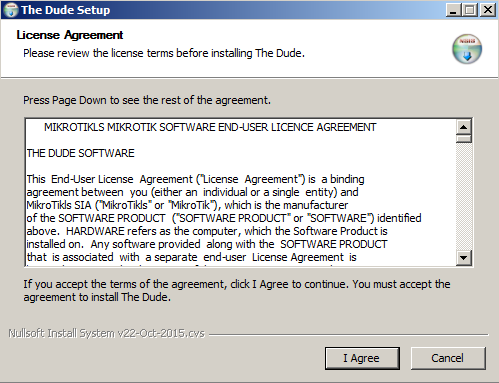 The Dude Setup
License Agreement
Please review the license terms before installing The Dude.
Press Page Down to see the rest of the agreement.
MIKROTIKLS MIKROTIK SOFTWARE END-USER LICENCE AGREEMENT
THE DUDE SOFTWARE
This End-User License Agreement ("License Agreement") is a binding
agreement between you (either an individual or a single entity) and
MikroTikls SIA ("MikroTikls" or "MikroTik"), which is the manufacturer
of the SOFTWARE PRODUCT ("SOFTWARE PRODUCT" or "SOFTWARE") identified
above. HARDWARE refers as the computer, which the Software Product is
installed on. Any software provided along with the SOFTWARE PRODUCT
that is associated with a separate end-user License Agreement is
If you accept the terms of the agreement, click I Agree to continue. You must accept the
agreement to install The Dude.
Nullsoft Install System v22-Oct-2015.cvs
I Agree
Cancel